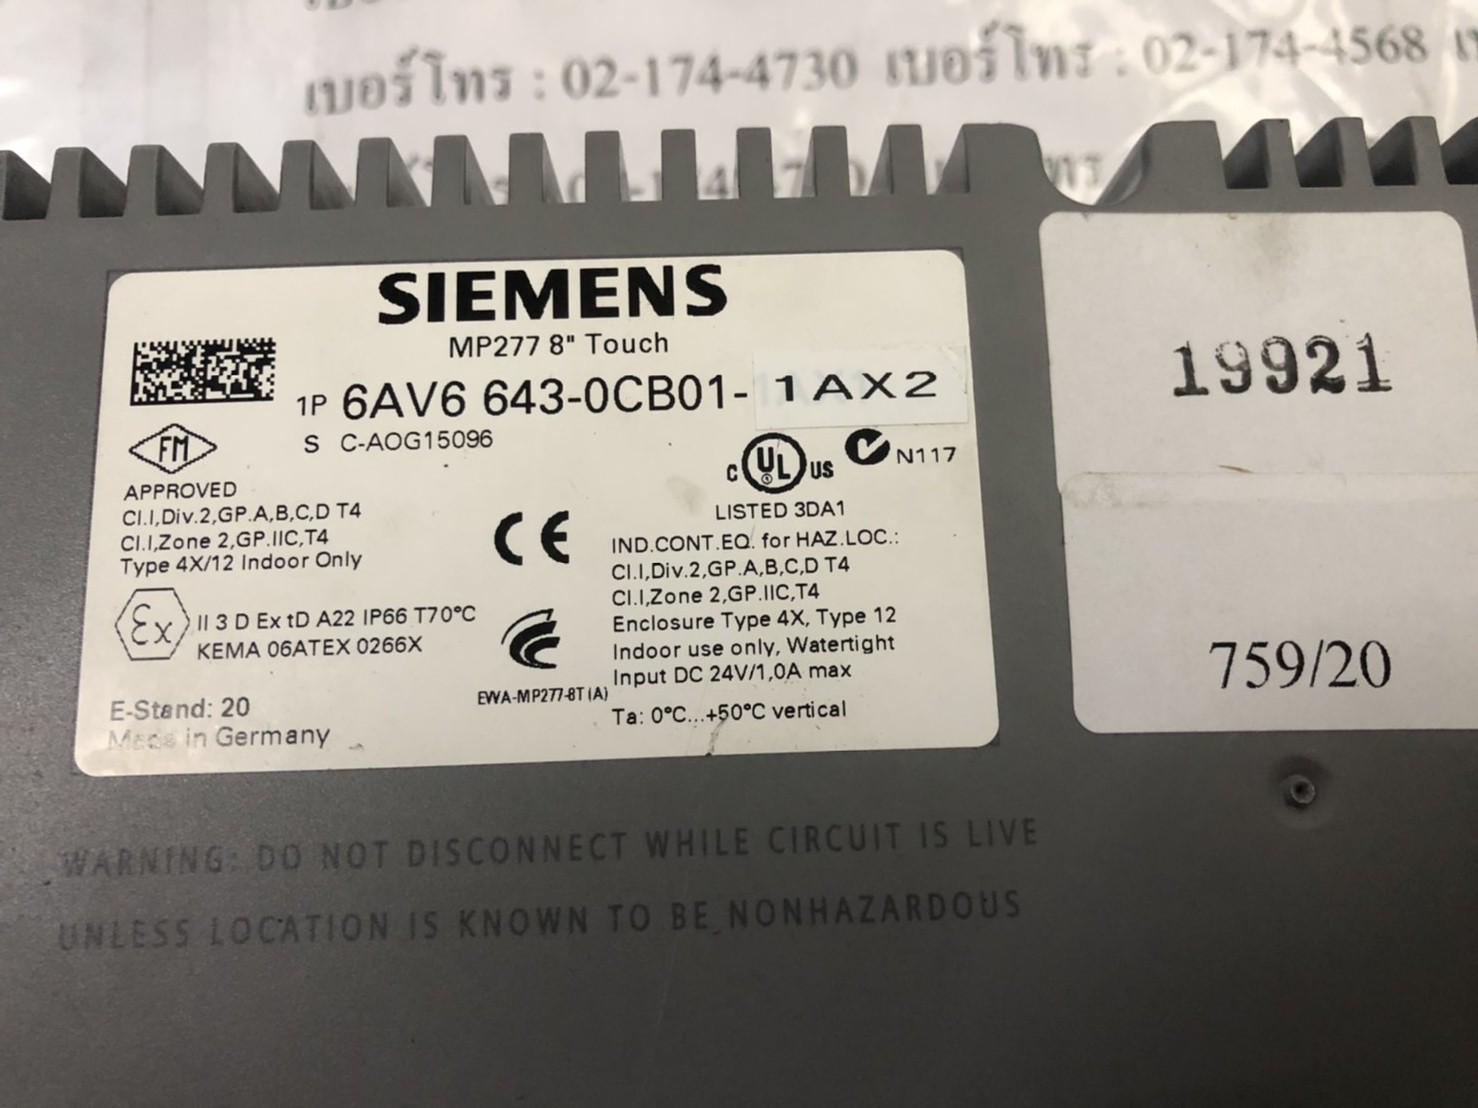 เบอร์โทร : 02-174-4730 เบอร์โทร : 02-174-4568
SIEMENS
MP277 8" Touch
1P 6AV6 643-0CB01-1AX2
S C-AOG15096
FM
APPROVED
Cl.I,Div.2,GP.A,B,C,D T4
Cl.I,Zone 2,GP.IIC,T4
Type 4X/12 Indoor Only
Ex II 3 D Ex tD A22 IP66 T70°C
KEMA 06ATEX 0266X
E-Stand: 20
Made in Germany
CE
EWA-MP277-8T(A)
C UL US N117
LISTED 3DA1
IND.CONT.EQ. for HAZ.LOC.:
Cl.I,Div.2,GP.A,B,C,D T4
Cl.I,Zone 2,GP.IIC,T4
Enclosure Type 4X, Type 12
Indoor use only, Watertight
Input DC 24V/1,0A max
Ta: 0°C...+50°C vertical
19921
759/20
WARNING: DO NOT DISCONNECT WHILE CIRCUIT IS LIVE
UNLESS LOCATION IS KNOWN TO BE NONHAZARDOUS